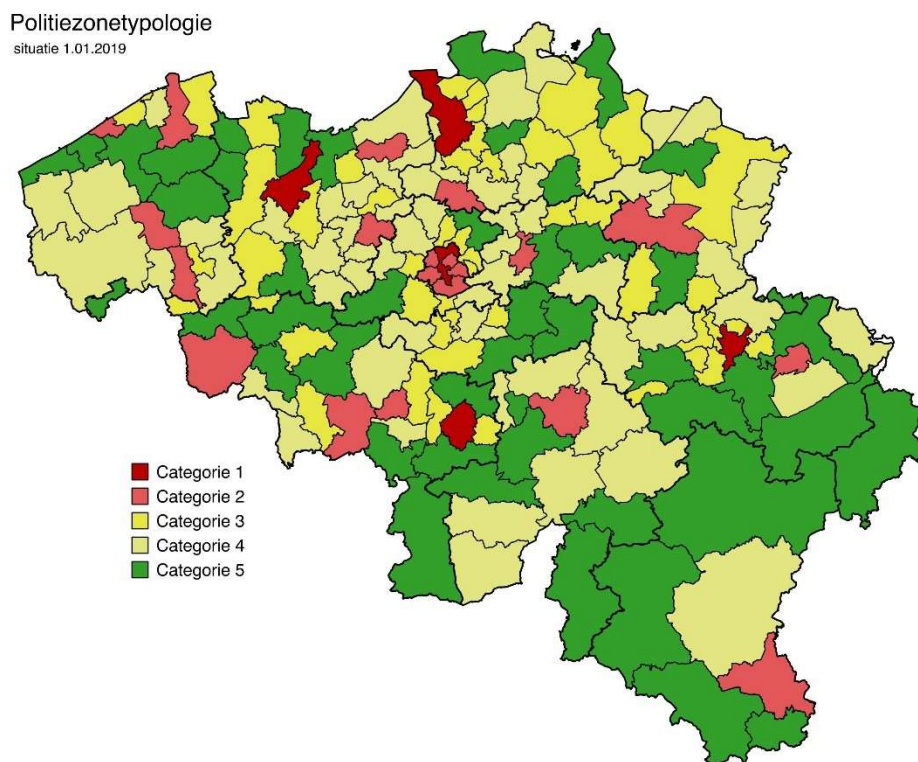 Politiezonetypologie
situatie 1.01.2019
Categorie 1
Categorie 2
Categorie 3
Categorie 4
Categorie 5